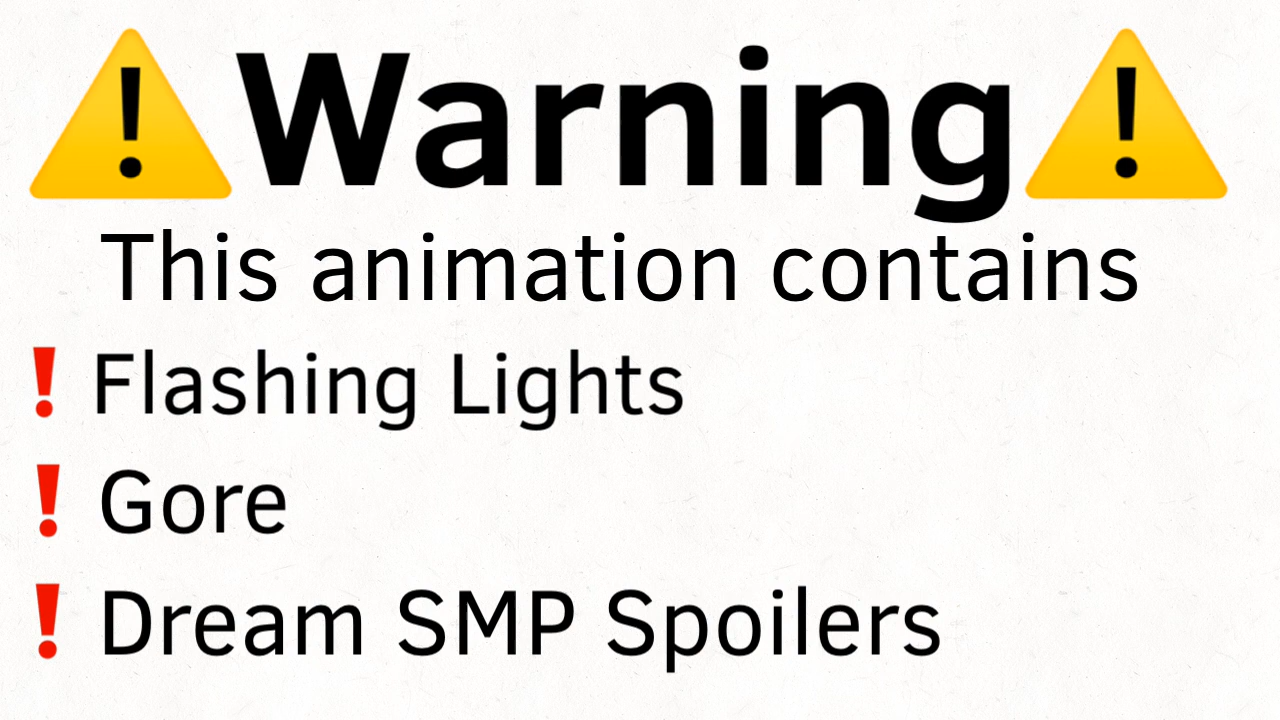 ⚠️Warning⚠️
This animation contains
❗Flashing Lights
❗Gore
❗Dream SMP Spoilers